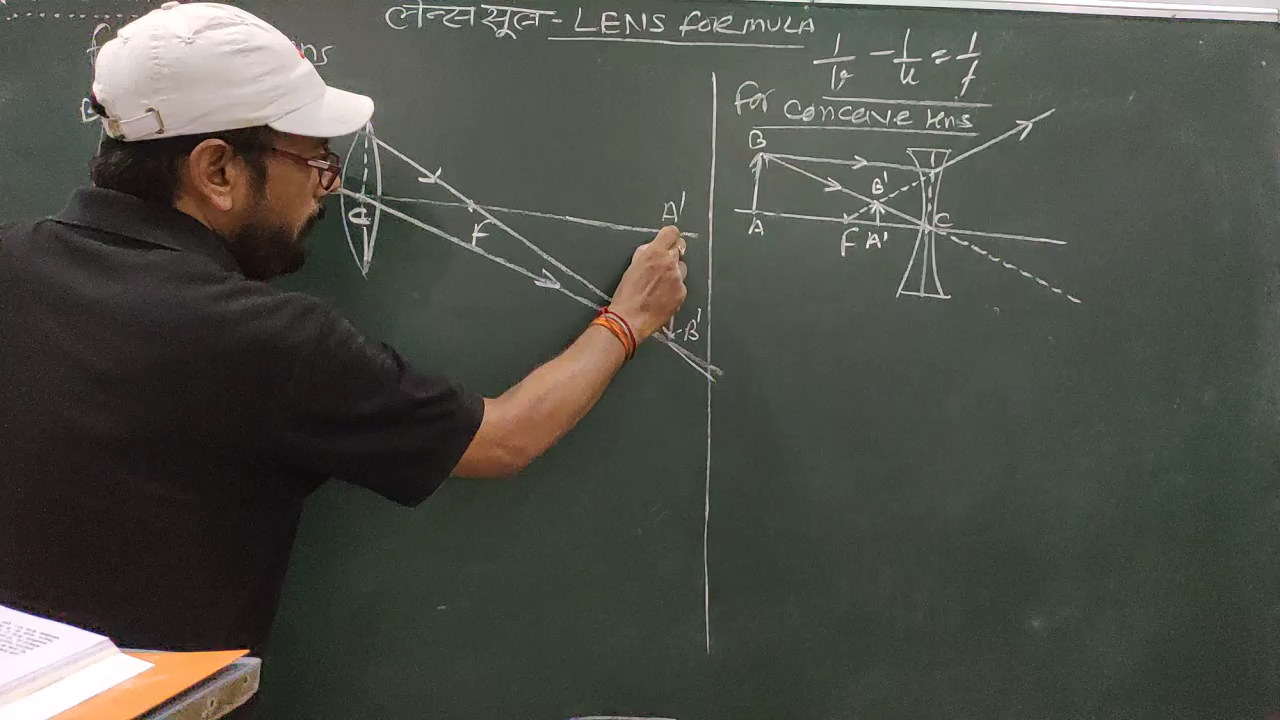 लेन्स सूत्र - LENS FORMULA
1/v - 1/u = 1/f
for concave lens
B
B'
A
F A' C
C
F
A'
B'